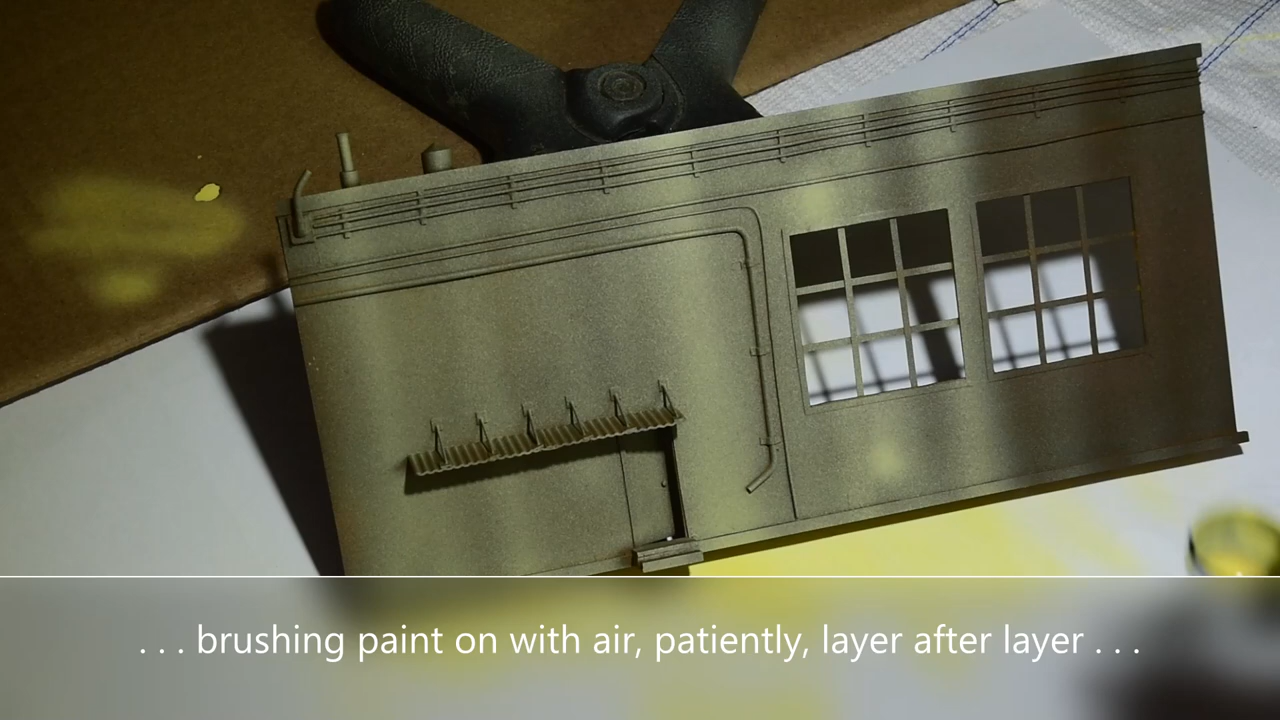 . . . brushing paint on with air, patiently, layer after layer . . .